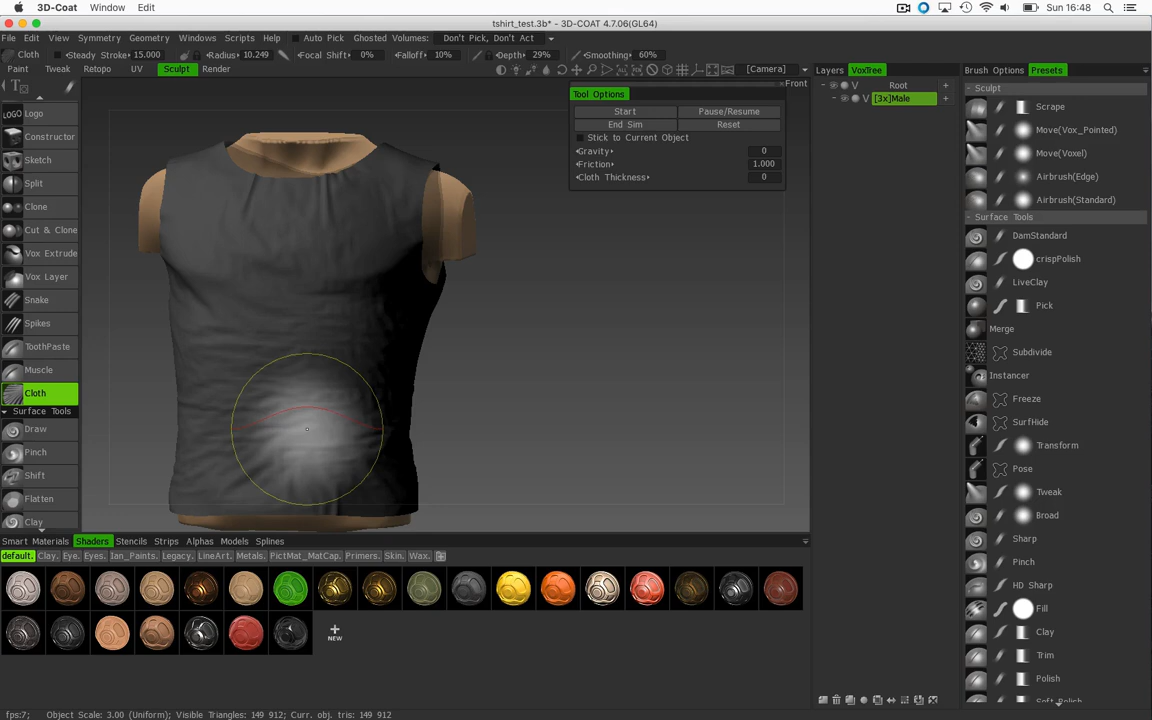 3D-Coat Window Edit Sun 16:48
tshirt_test.3b* - 3D-COAT 4.7.06(GL64)
File Edit View Symmetry Geometry Windows Scripts Help Auto Pick Ghosted Volumes: Don't Pick, Don't Act
Cloth Steady Stroke 15.000 Radius 10.249 Focal Shift 0% Falloff 10% Depth 29% Smoothing 60%
Paint Tweak Retopo UV Sculpt Render [Camera] Layers VoxTree Brush Options Presets
Front
Root
[3x]Male
V
V
Tool Options
Start Pause/Resume
End Sim Reset
Stick to Current Object
Gravity 0
Friction 1.000
Cloth Thickness 0
Logo
LOGO
Constructor
Sketch
Split
Clone
Cut & Clone
Vox Extrude
Vox Layer
Snake
Spikes
ToothPaste
Muscle
Cloth
Surface Tools
Draw
Pinch
Shift
Flatten
Clay
Sculpt
Scrape
Move(Vox_Pointed)
Move(Voxel)
Airbrush(Edge)
Airbrush(Standard)
Surface Tools
DamStandard
crispPolish
LiveClay
Pick
Merge
Subdivide
Instancer
Freeze
SurfHide
Transform
Pose
Tweak
Broad
Sharp
Pinch
HD Sharp
Fill
Clay
Trim
Polish
Soft Polish
Smart Materials Shaders Stencils Strips Alphas Models Splines
default. Clay. Eye. Eyes. Ian_Paints. Legacy. LineArt. Metals. PictMat_MatCap. Primers. Skin. Wax.
NEW
fps:7; Object Scale: 3.00 (Uniform); Visible Triangles: 149 912; Curr. obj. tris: 149 912